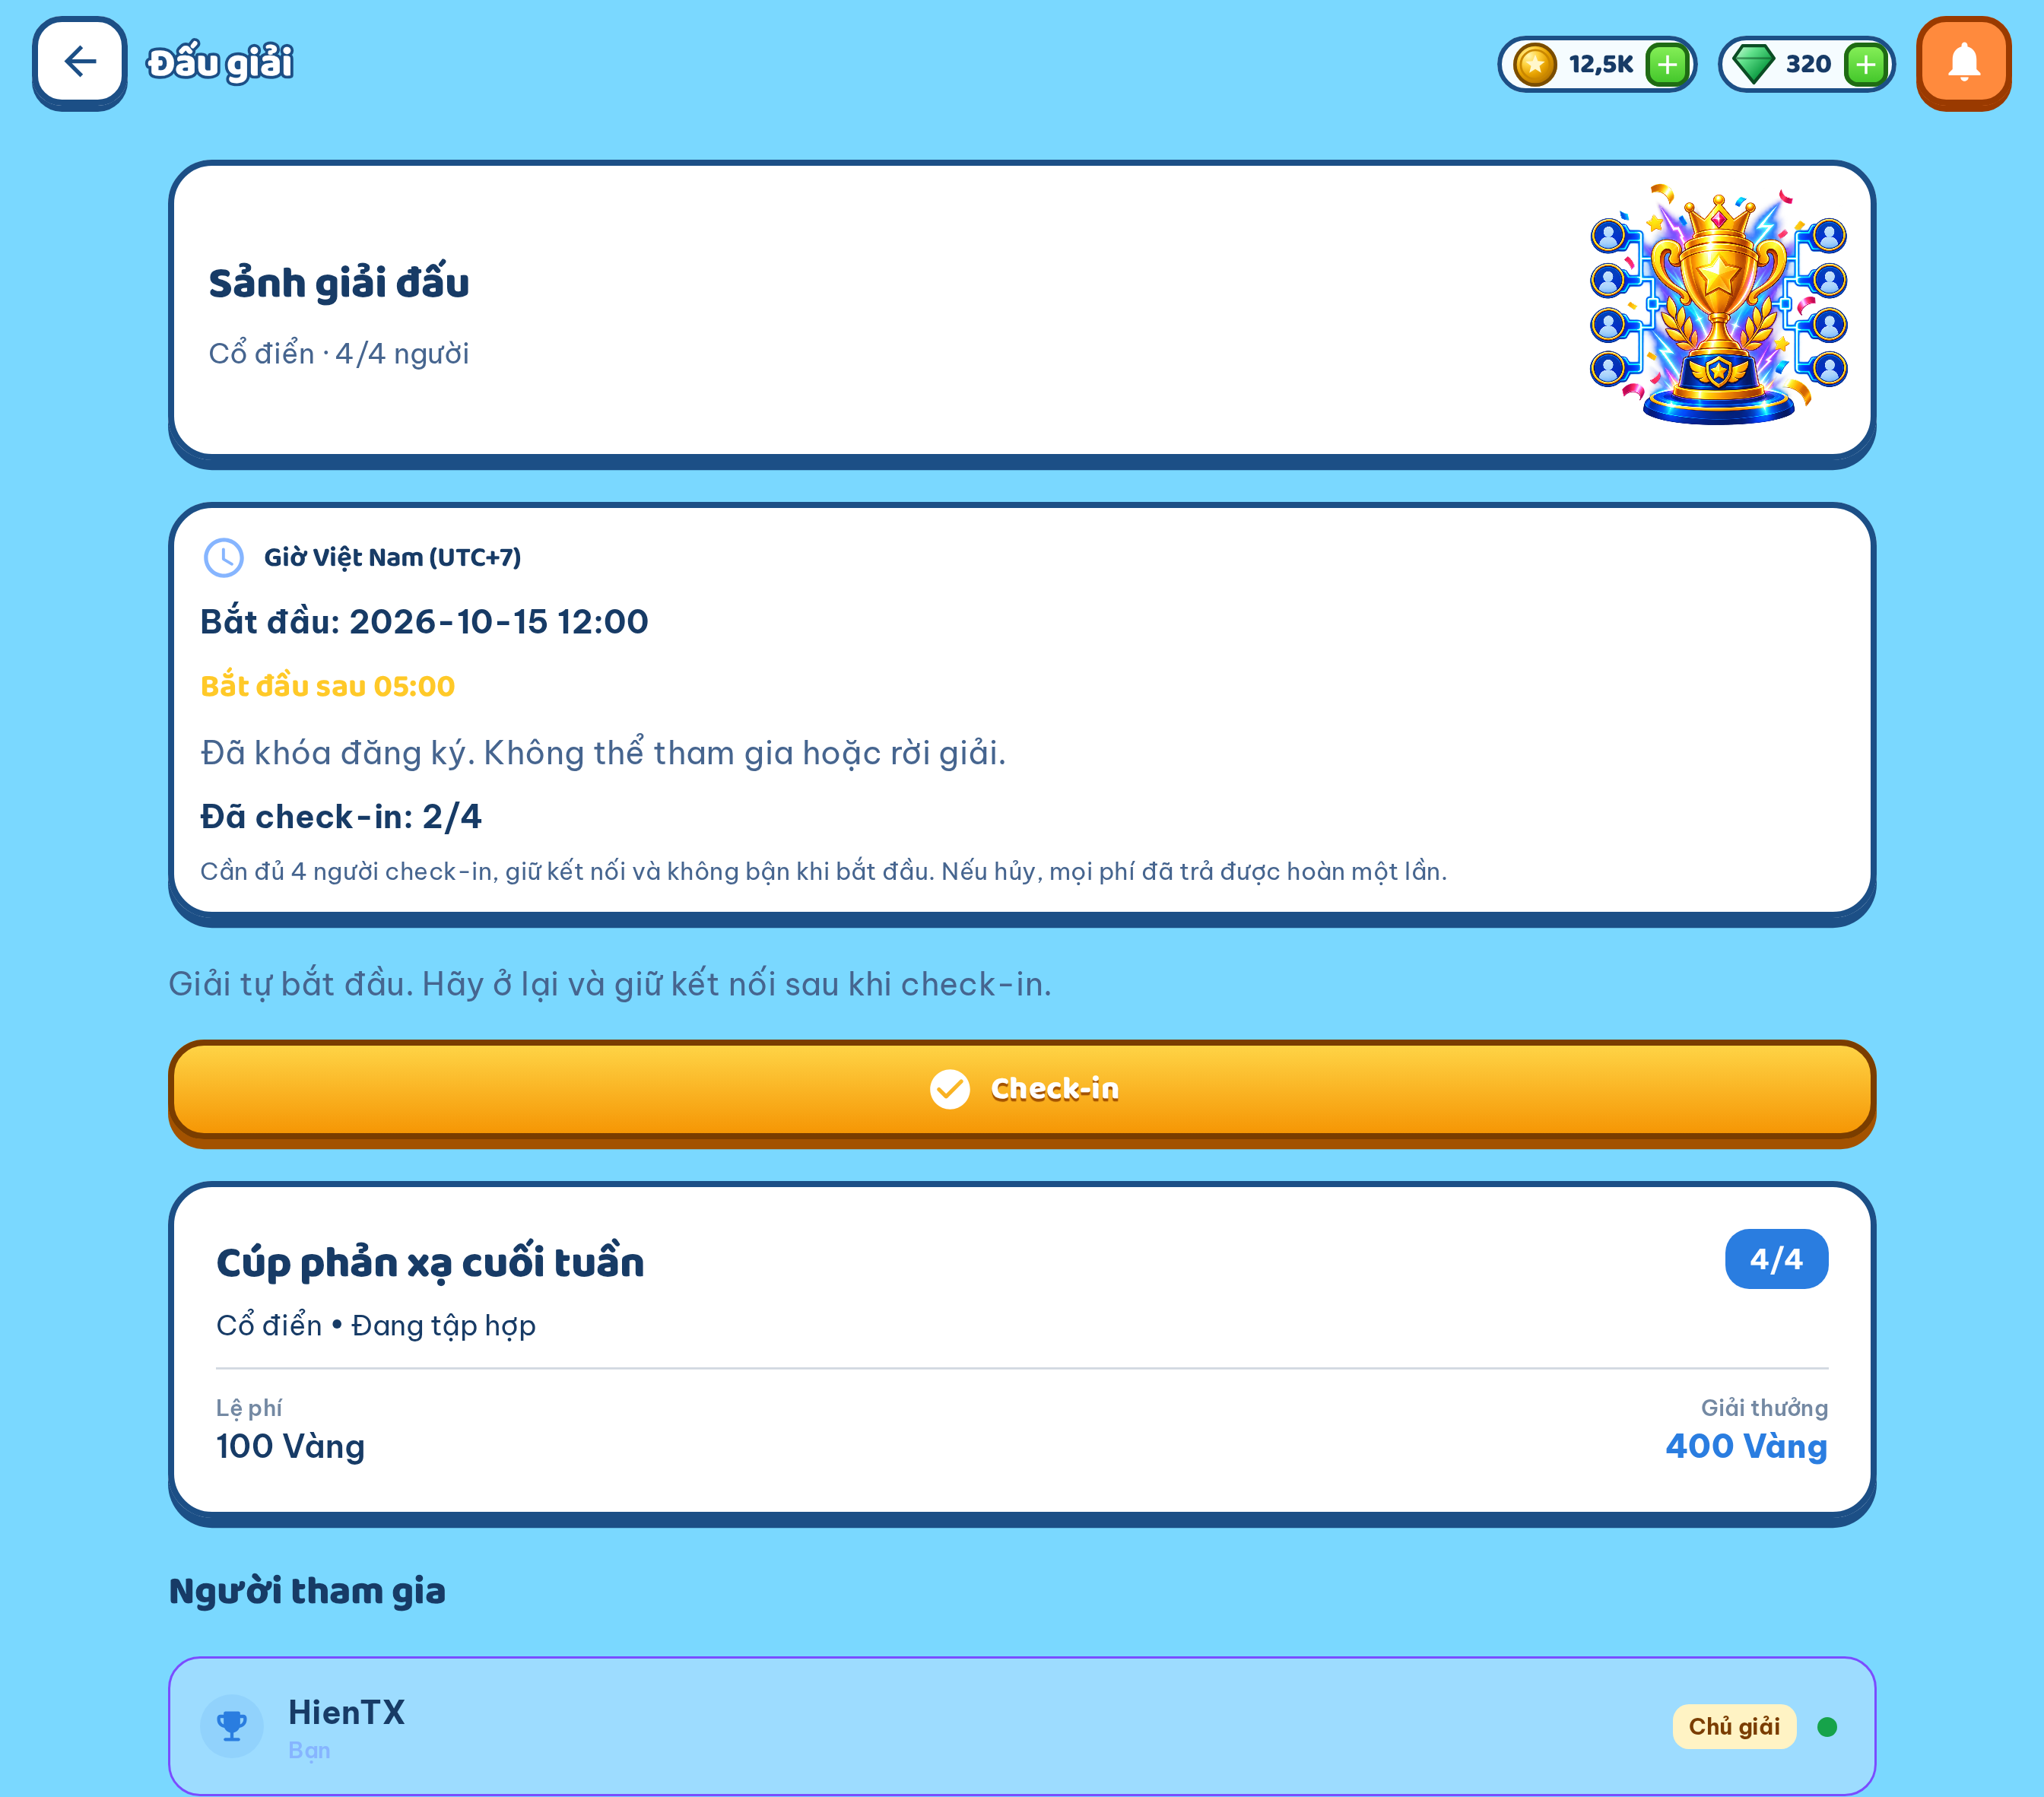 Đấu giải
12,5K
320
Sảnh giải đấu
Cổ điển · 4/4 người
Giờ Việt Nam (UTC+7)
Bắt đầu: 2026-10-15 12:00
Bắt đầu sau 05:00
Đã khóa đăng ký. Không thể tham gia hoặc rời giải.
Đã check-in: 2/4
Cần đủ 4 người check-in, giữ kết nối và không bận khi bắt đầu. Nếu hủy, mọi phí đã trả được hoàn một lần.
Giải tự bắt đầu. Hãy ở lại và giữ kết nối sau khi check-in.
Check-in
Cúp phản xạ cuối tuần
4/4
Cổ điển • Đang tập hợp
Lệ phí
Giải thưởng
100 Vàng
400 Vàng
Người tham gia
HienTX
Bạn
Chủ giải